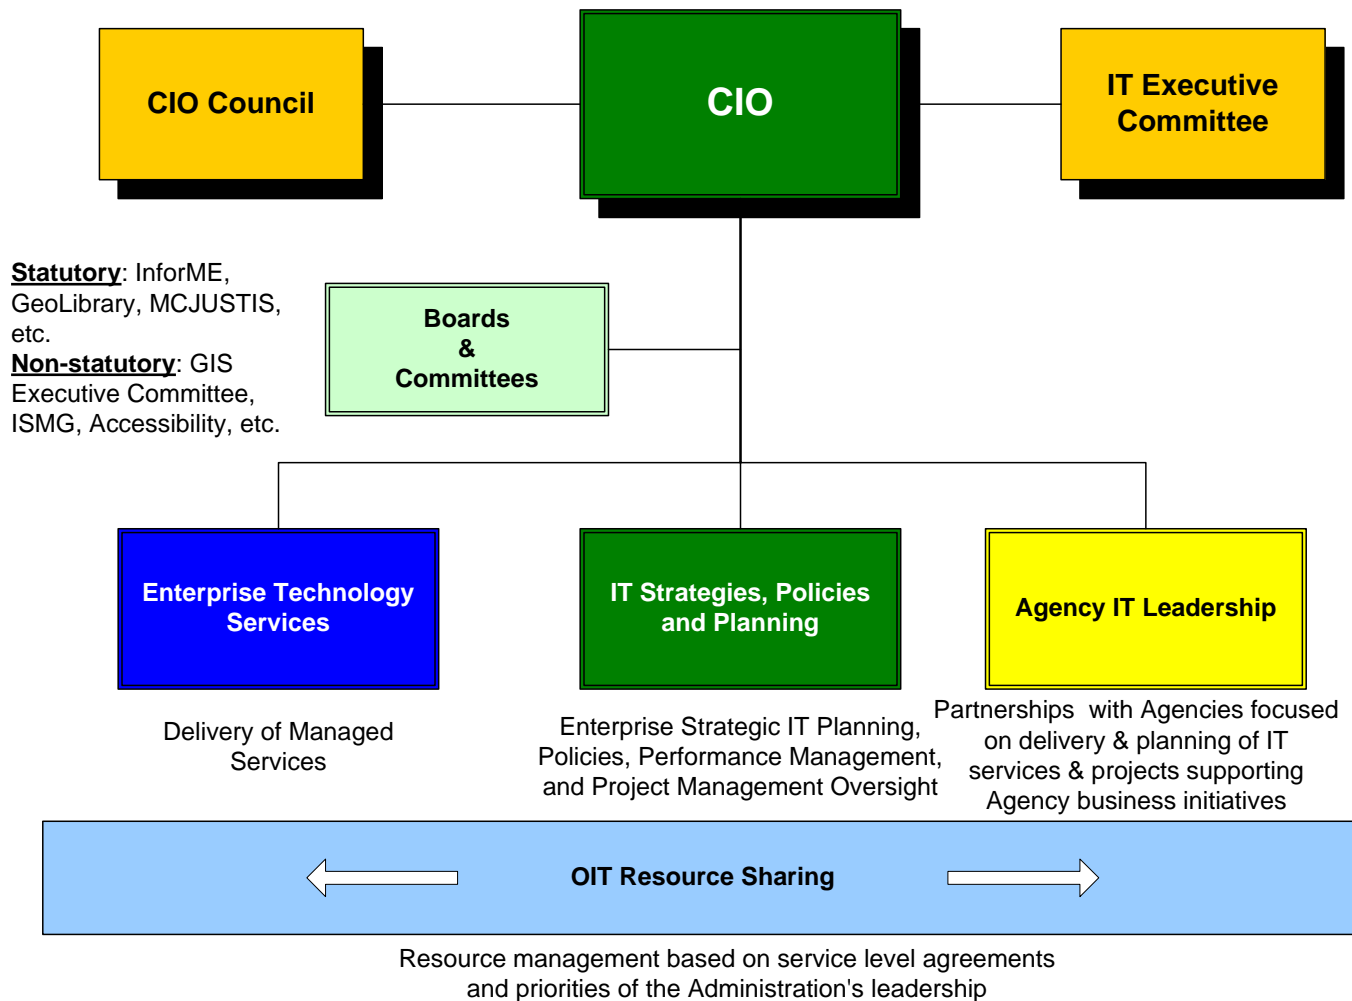 CIO Council
CIO
IT Executive
Committee
Statutory: InforME,
GeoLibrary, MCJUSTIS,
etc.
Non-statutory: GIS
Executive Committee,
ISMG, Accessibility, etc.
Boards
&
Committees
Enterprise Technology
Services
IT Strategies, Policies
and Planning
Agency IT Leadership
Delivery of Managed
Services
Enterprise Strategic IT Planning,
Policies, Performance Management,
and Project Management Oversight
Partnerships with Agencies focused
on delivery & planning of IT
services & projects supporting
Agency business initiatives
OIT Resource Sharing
Resource management based on service level agreements
and priorities of the Administration's leadership